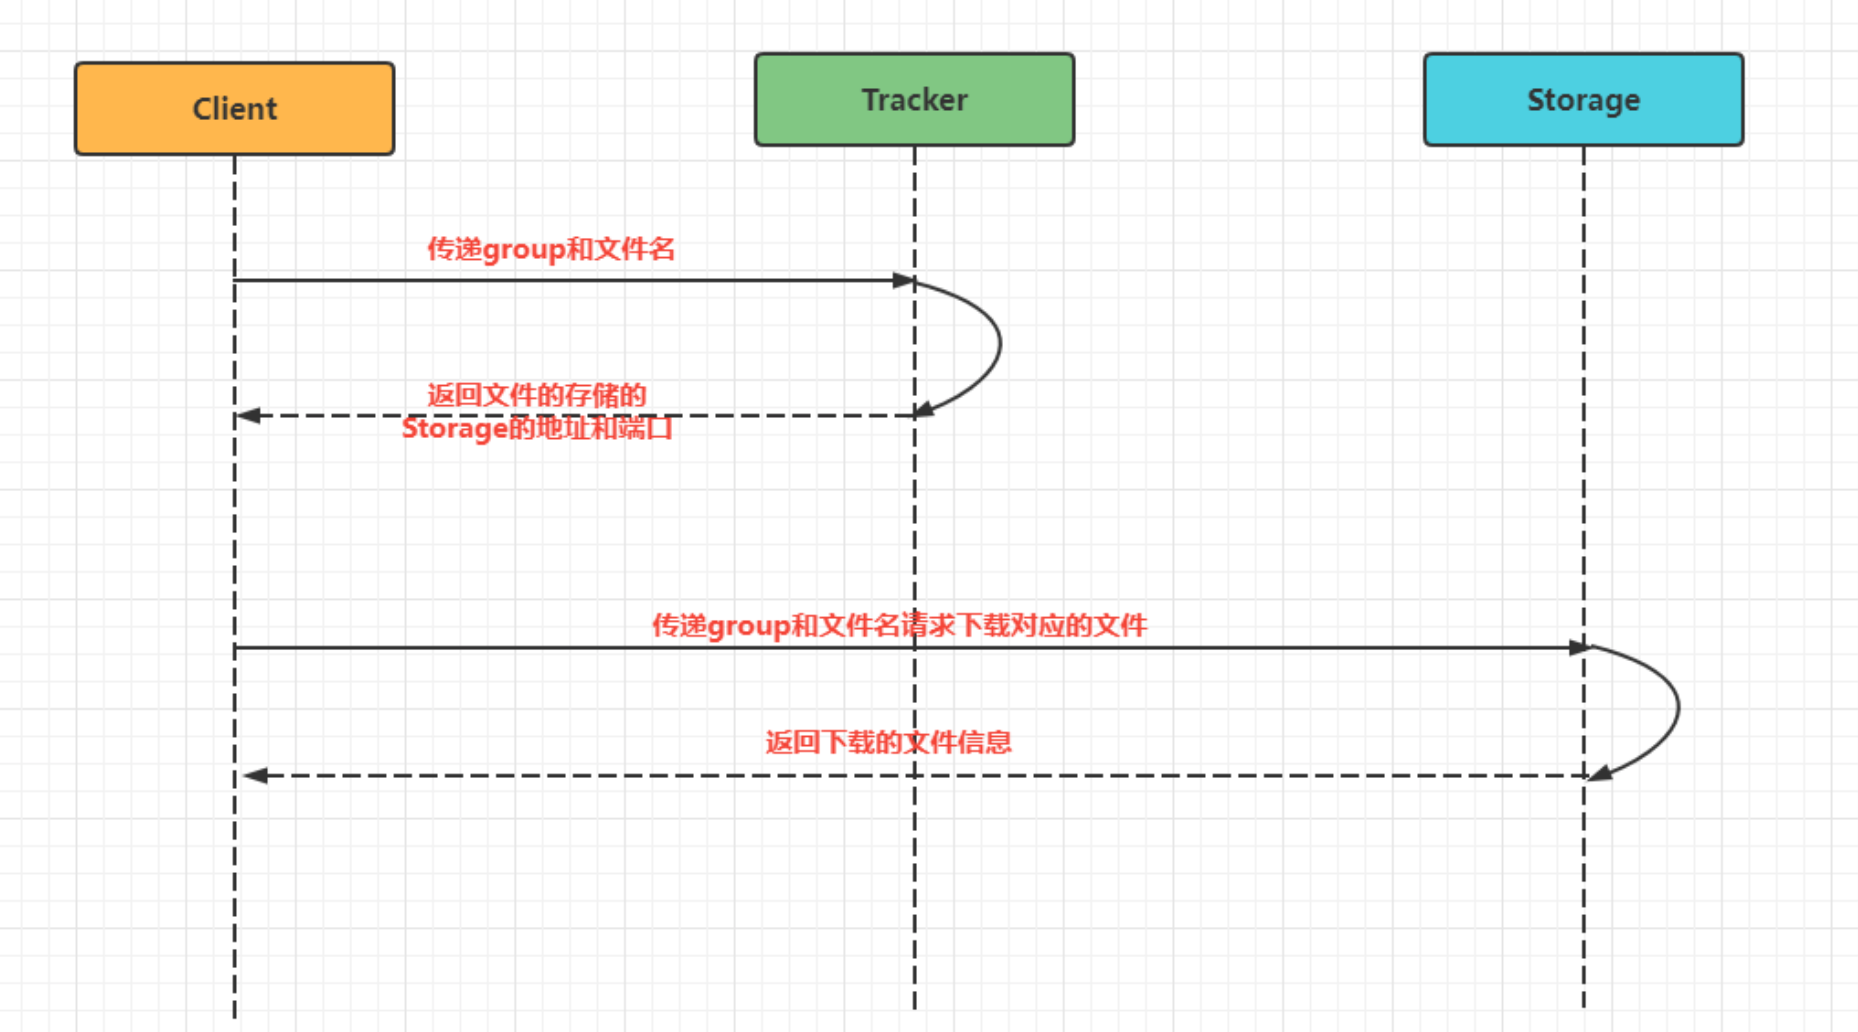 Client
Tracker
Storage
传递group和文件名
返回文件的存储的
Storage的地址和端口
传递group和文件名请求下载对应的文件
返回下载的文件信息